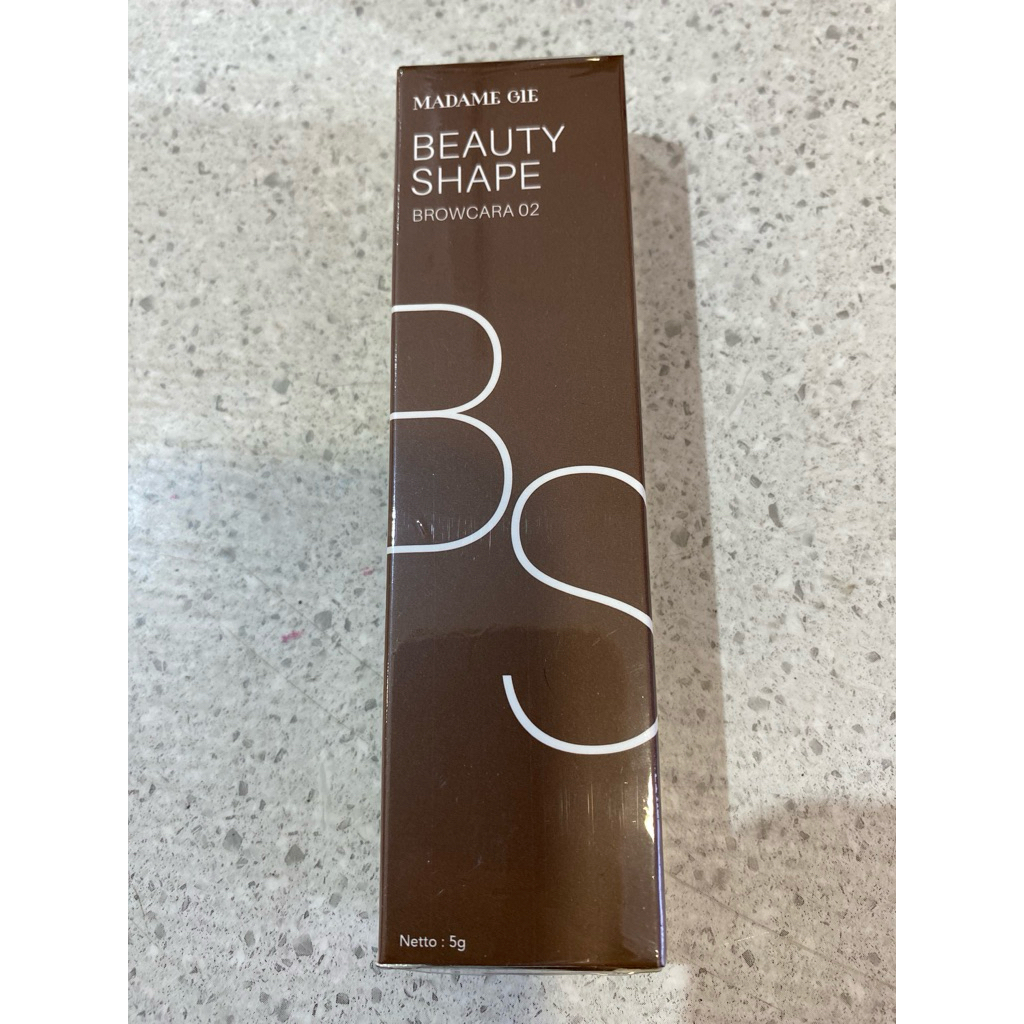 MADAME GIE
BEAUTY
SHAPE
BROWCARA 02
BS
Netto : 5g